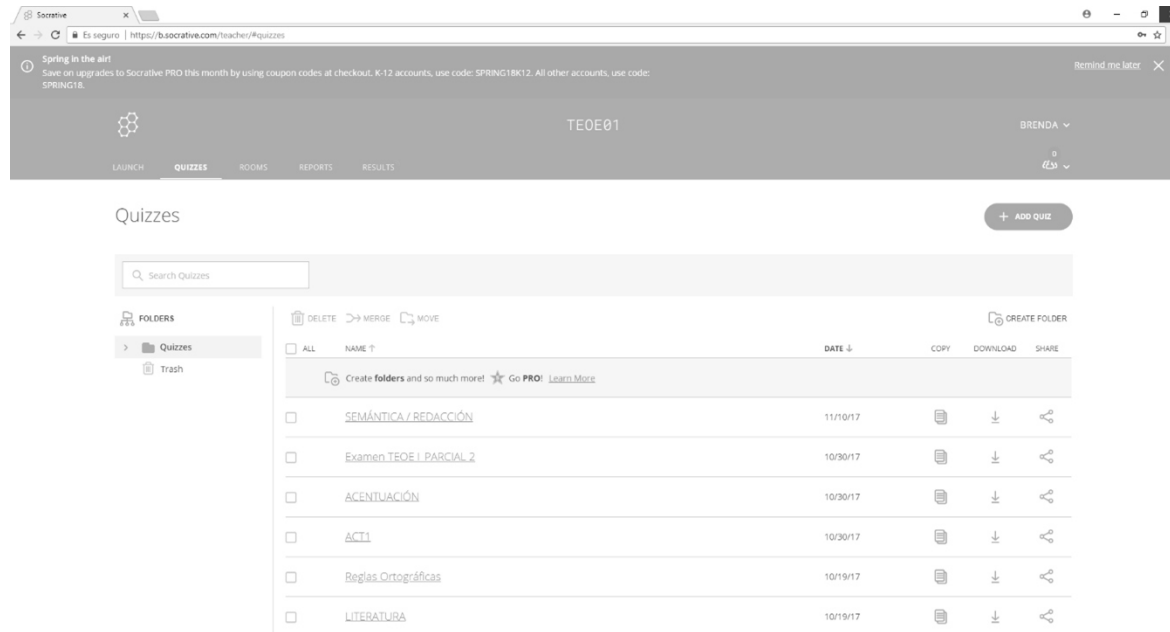 Socrative
Es seguro | https://b.socrative.com/teacher/#quizzes
Spring in the air!
Save on upgrades to Socrative PRO this month by using coupon codes at checkout. K-12 accounts, use code: SPRING18K12. All other accounts, use code:
SPRING18.
Remind me later
TEOE01
BRENDA
0
LAUNCH QUIZZES ROOMS REPORTS RESULTS
Quizzes
+ ADD QUIZ
Search Quizzes
FOLDERS
Quizzes
Trash
DELETE MERGE MOVE
CREATE FOLDER
ALL NAME DATE COPY DOWNLOAD SHARE
Create folders and so much more! Go PRO! Learn More
SEMÁNTICA / REDACCIÓN 11/10/17
Examen TEOE I PARCIAL 2 10/30/17
ACENTUACIÓN 10/30/17
ACT1 10/30/17
Reglas Ortográficas 10/19/17
LITERATURA 10/19/17